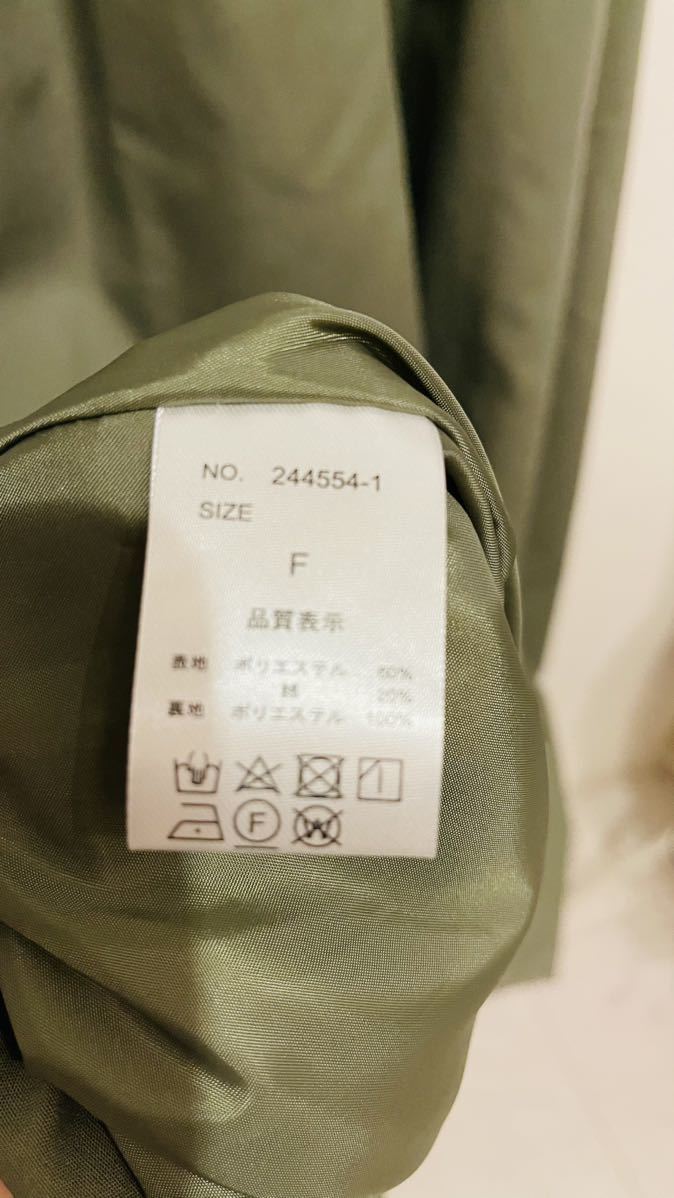 NO. 244554-1
SIZE
F
品質表示
表地 ポリエステル 80%
綿 20%
裏地 ポリエステル 100%
F
W